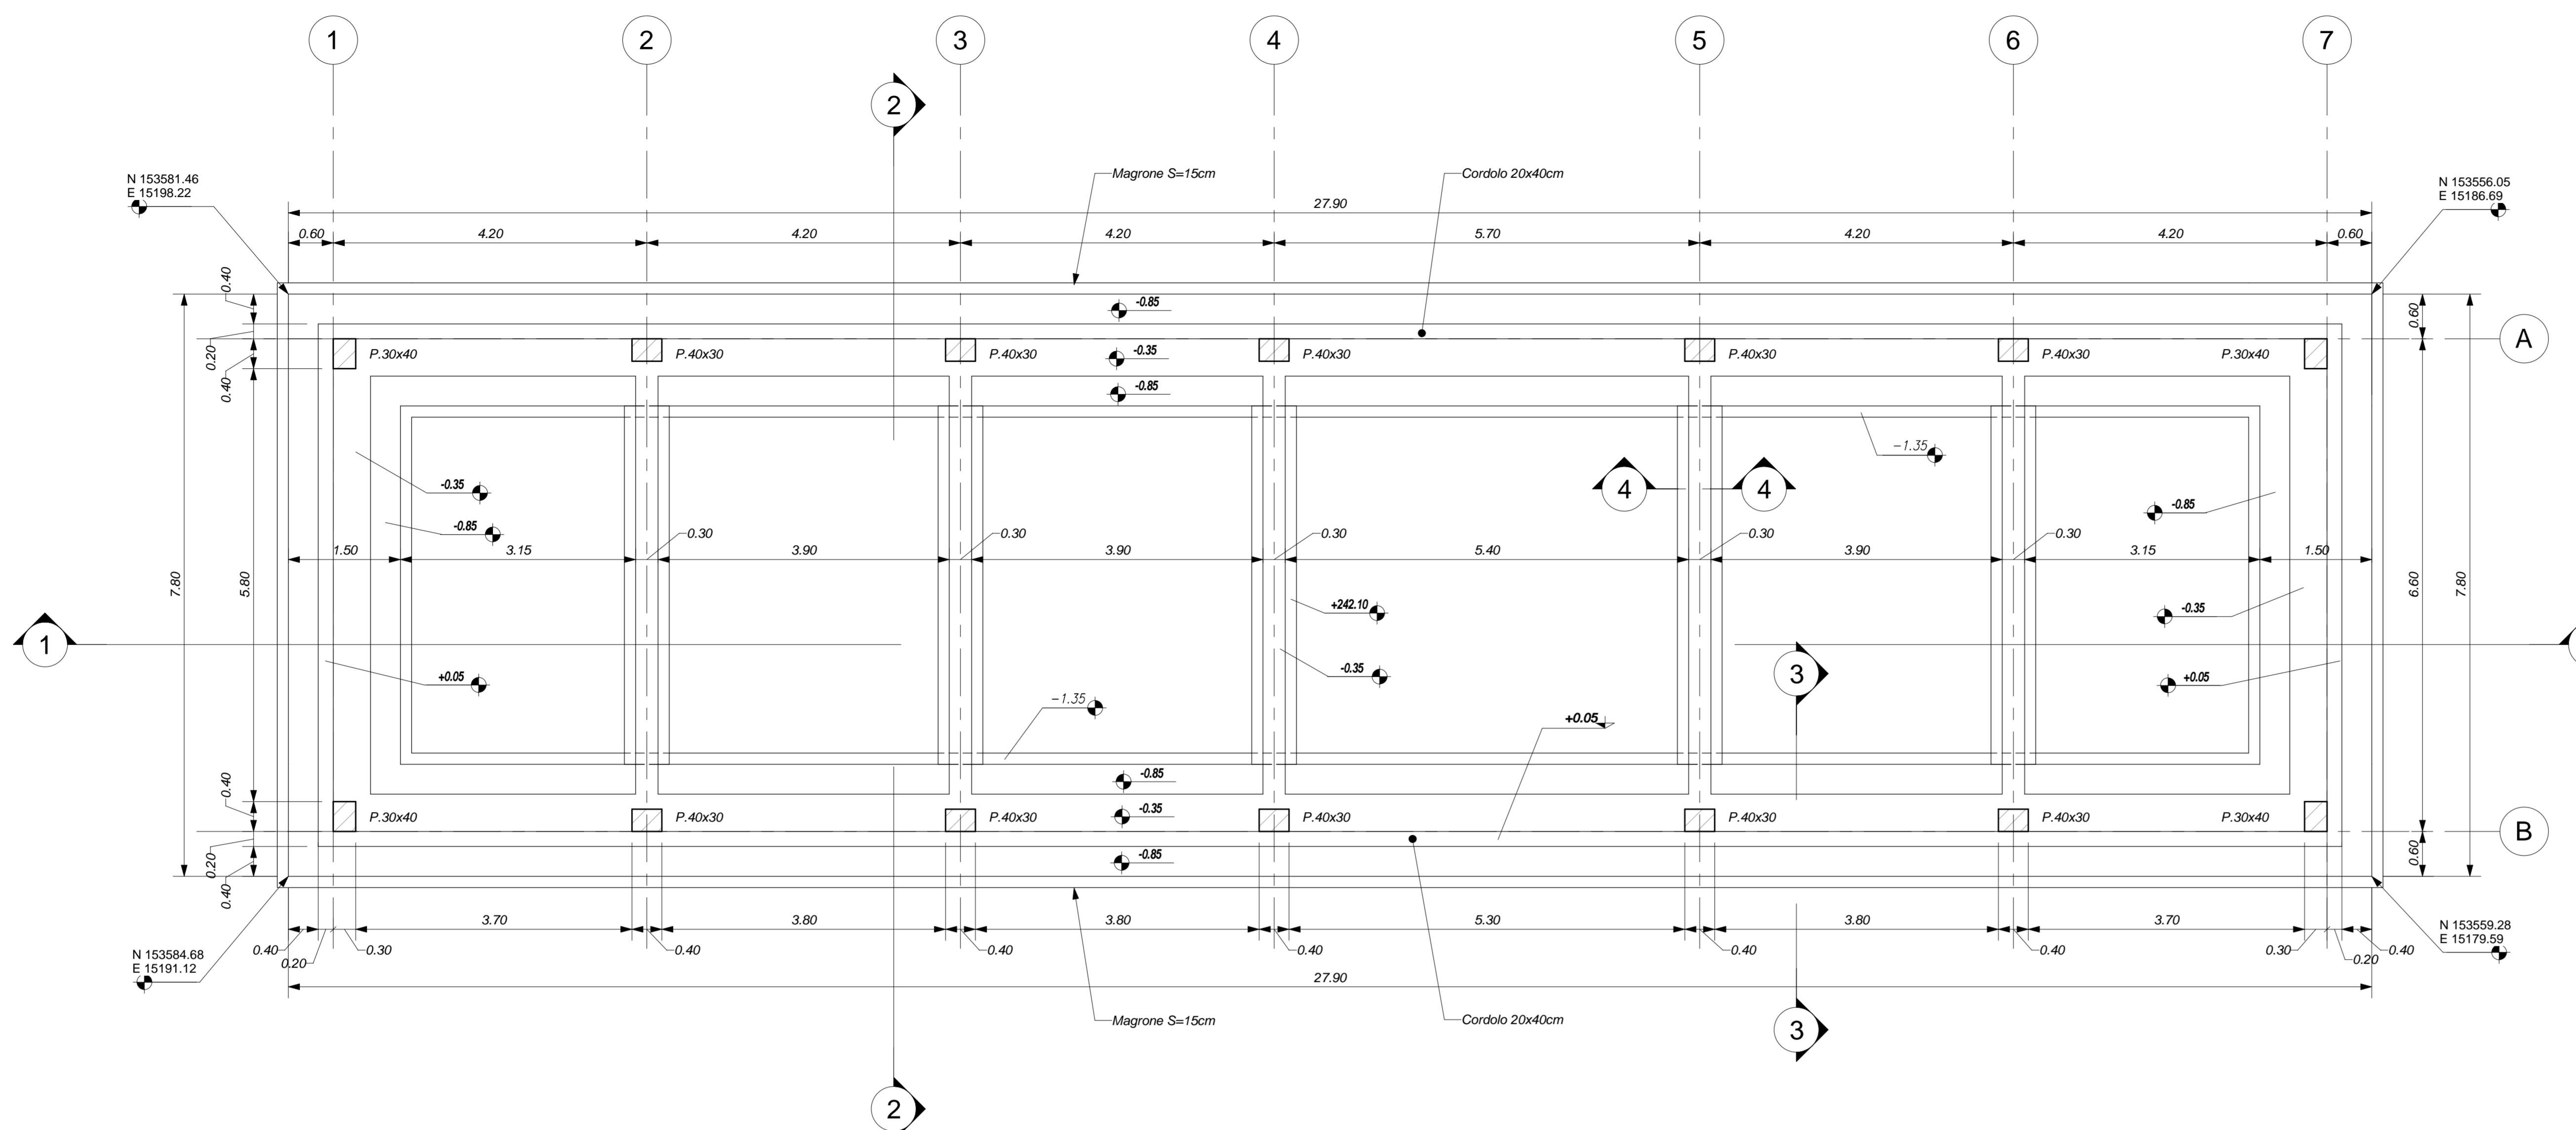 1 2 3 4 5 6 7
2
Magrone S=15cm
Cordolo 20x40cm
N 153581.46
E 15198.22
N 153556.05
E 15186.69
27.90
0.60 4.20 4.20 4.20 5.70 4.20 4.20 0.60
0.40
-0.85
0.60
0.20
A
P.30x40 P.40x30 P.40x30 P.40x30 P.40x30 P.40x30 P.30x40
-0.35
0.40
-0.85
-1.35
-0.35
4 4
-0.85
-0.85
0.30 0.30 0.30 0.30 0.30
1.50 3.15 3.90 3.90 5.40 3.90 3.15 1.50
7.80 5.80 6.60 7.80
+242.10
-0.35
1
-0.35
3
+0.05
+0.05
-1.35
+0.05
0.40
-0.85
-0.35
P.30x40 P.40x30 P.40x30 P.40x30 P.40x30 P.40x30 P.30x40
B
0.20
-0.85
0.60
0.40
3.70 3.80 3.80 5.30 3.80 3.70
0.40 0.20 0.30 0.40 0.40 0.40 0.40 0.40 0.30 0.20 0.40
N 153584.68
E 15191.12
N 153559.28
E 15179.59
27.90
Magrone S=15cm
Cordolo 20x40cm
3
2